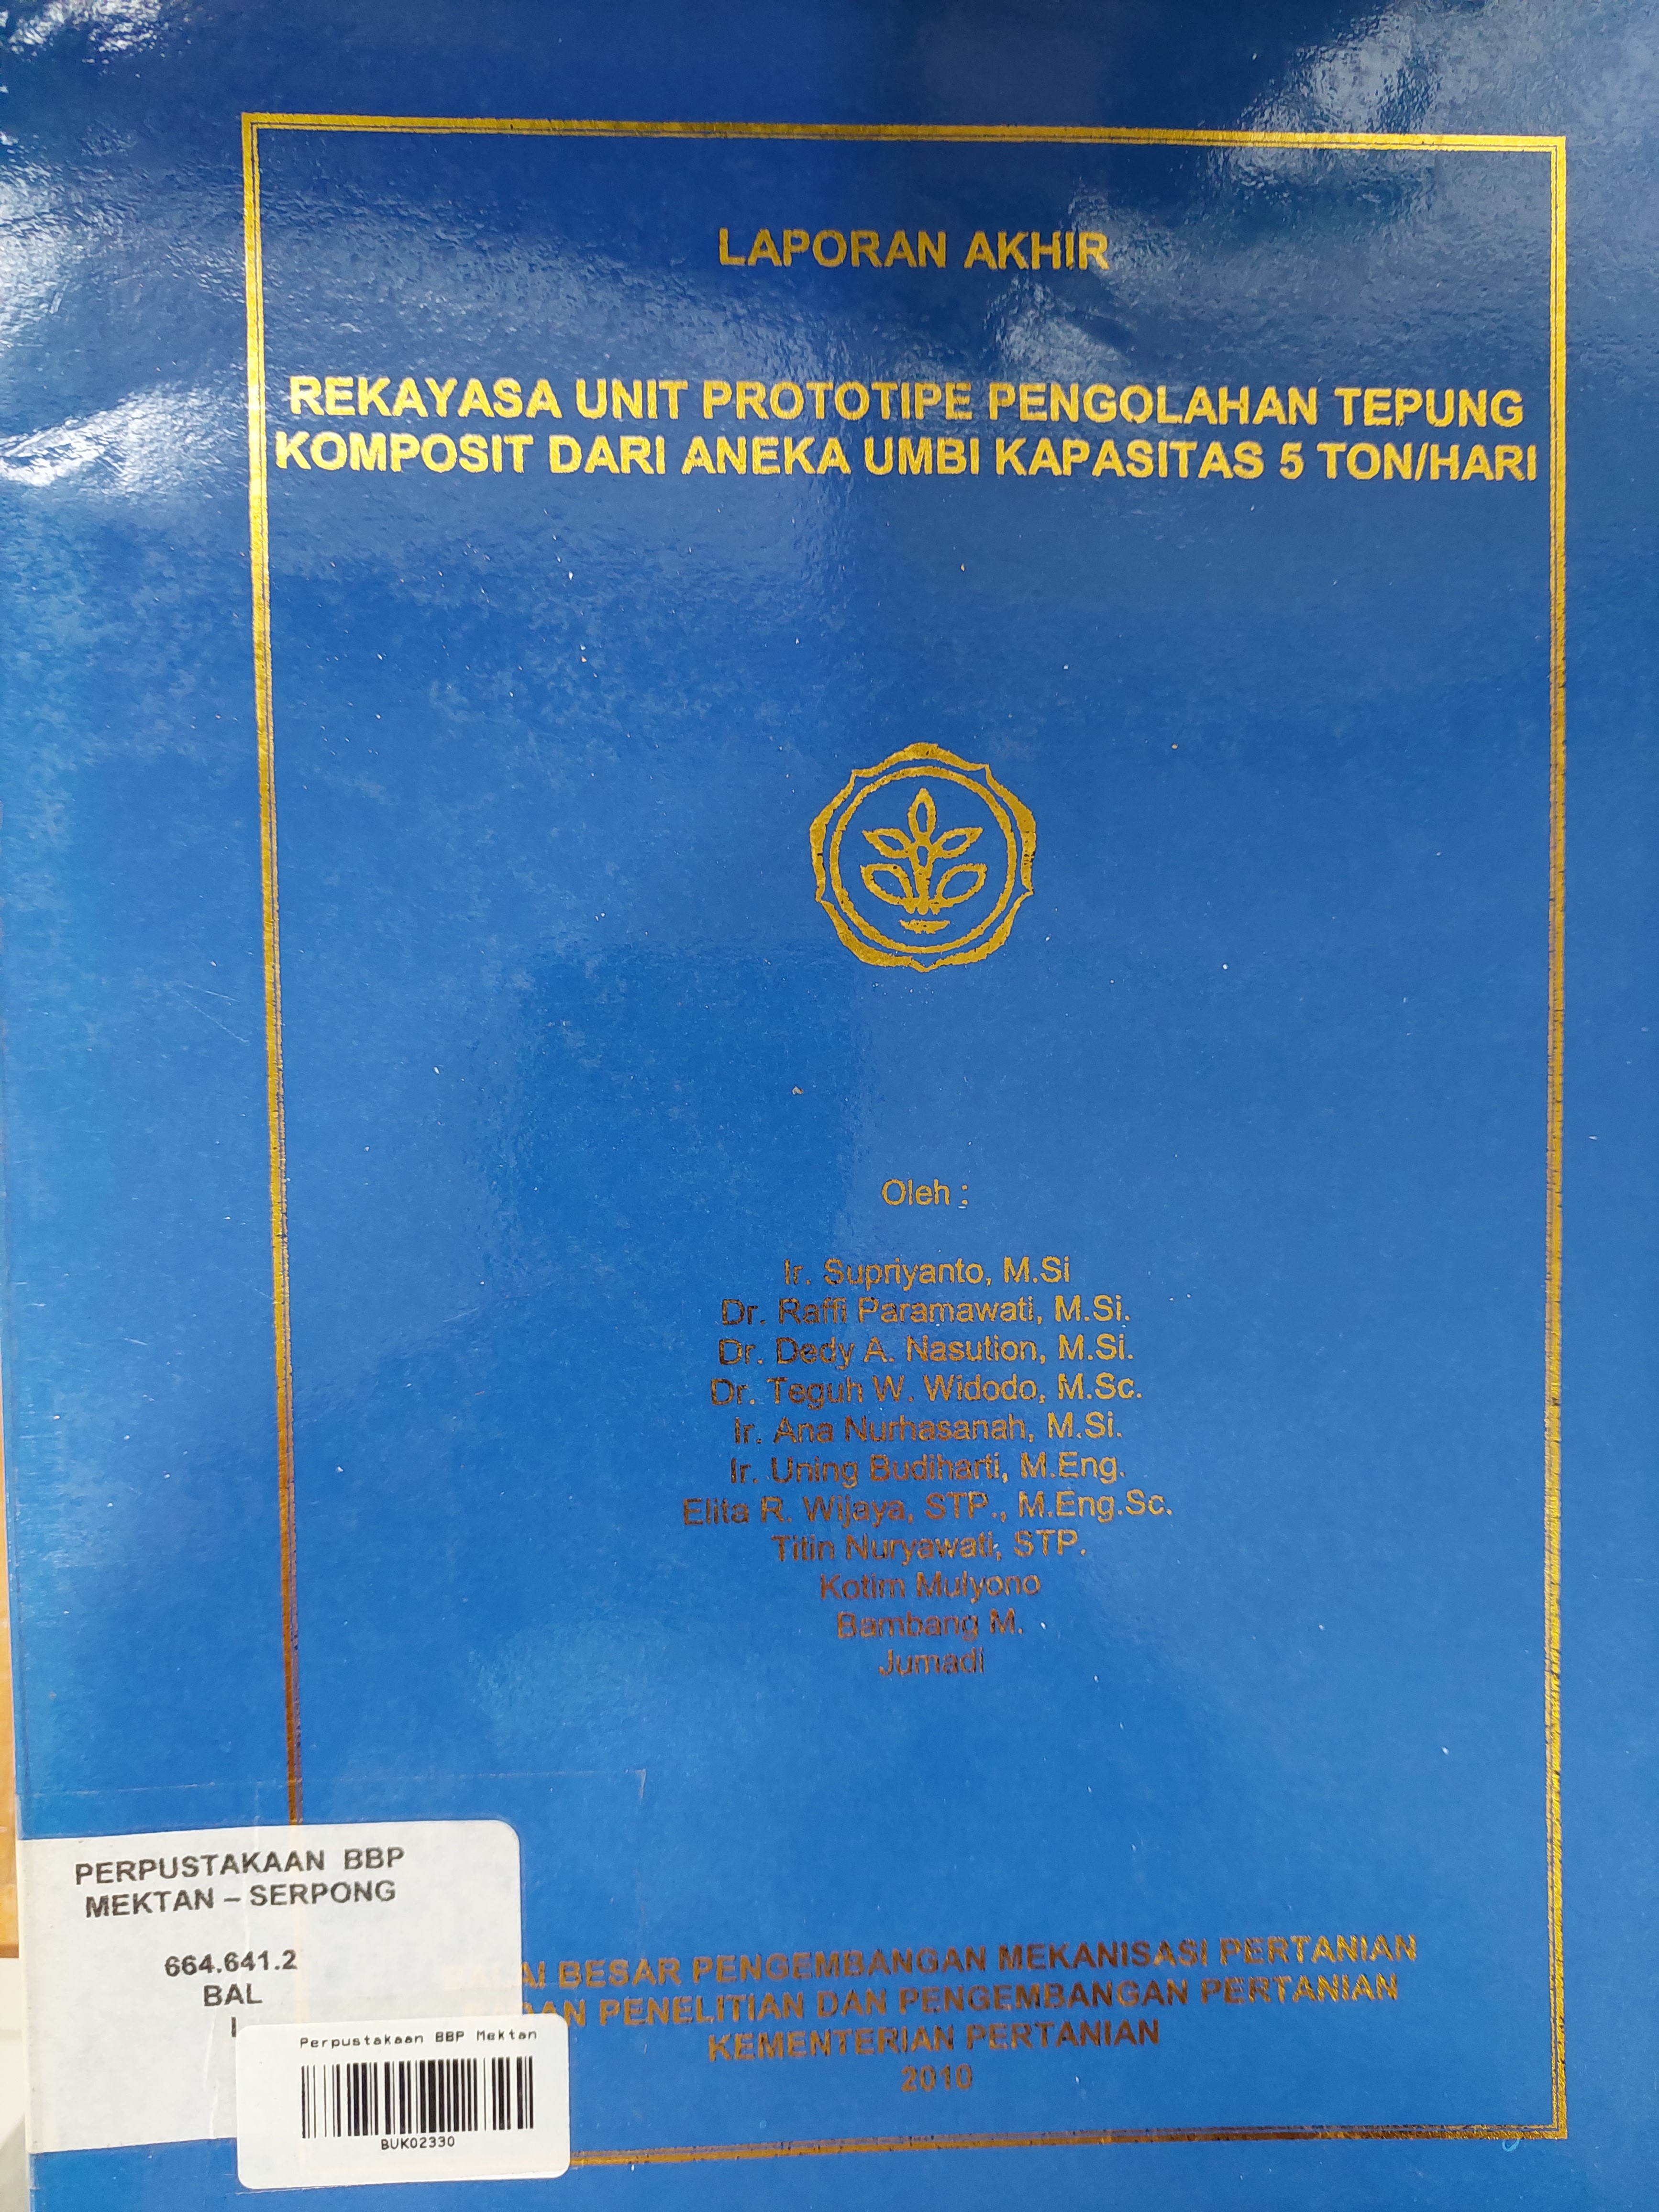 LAPORAN AKHIR
REKAYASA UNIT PROTOTIPE PENGOLAHAN TEPUNG
KOMPOSIT DARI ANEKA UMBI KAPASITAS 5 TON/HARI
Oleh :
Ir. Supriyanto, M.Si
Dr. Raffi Paramawati, M.Si.
Dr. Dedy A. Nasution, M.Si.
Dr. Teguh W. Widodo, M.Sc.
Ir. Ana Nurhasanah, M.Si.
Ir. Uning Budiharti, M.Eng.
Elita R. Wijaya, STP., M.Eng.Sc.
Titin Nuryawati, STP.
Kotim Mulyono
Bambang M.
Jumadi
BESAR PENGEMBANGAN MEKANISASI PERTANIAN
PENELITIAN DAN PENGEMBANGAN PERTANIAN
KEMENTERIAN PERTANIAN
2010
PERPUSTAKAAN BBP
MEKTAN – SERPONG
664.641.2
BAL
Perpustakaan BBP Mektan
BUK02330